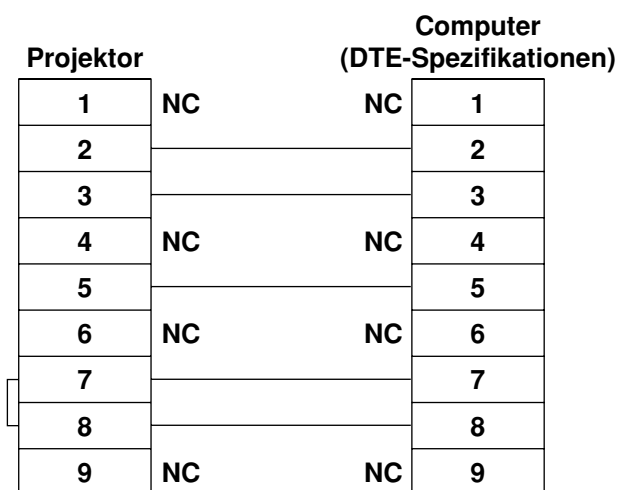 Computer
Projektor (DTE-Spezifikationen)
1 NC NC 1
2 2
3 3
4 NC NC 4
5 5
6 NC NC 6
7 7
8 8
9 NC NC 9